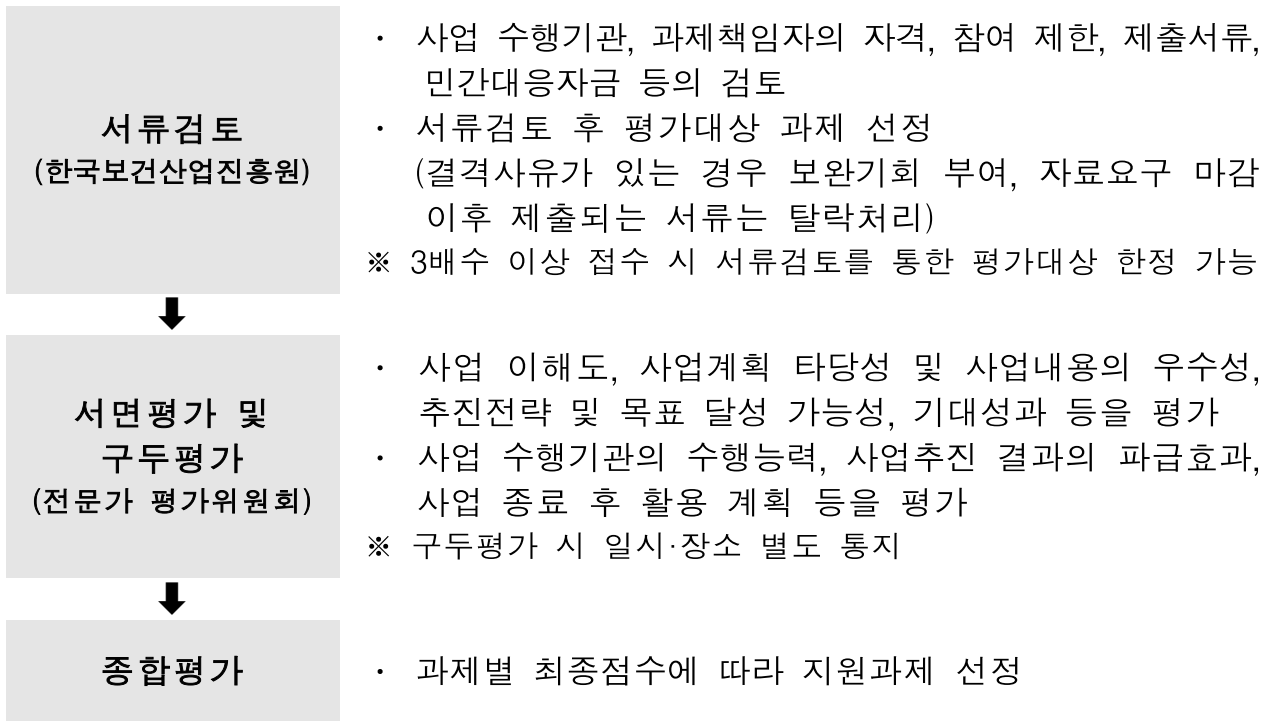 서류검토
(한국보건산업진흥원)
· 사업 수행기관, 과제책임자의 자격, 참여 제한, 제출서류,
민간대응자금 등의 검토
· 서류검토 후 평가대상 과제 선정
(결격사유가 있는 경우 보완기회 부여, 자료요구 마감
이후 제출되는 서류는 탈락처리)
※ 3배수 이상 접수 시 서류검토를 통한 평가대상 한정 가능
서면평가 및
구두평가
(전문가 평가위원회)
· 사업 이해도, 사업계획 타당성 및 사업내용의 우수성,
추진전략 및 목표 달성 가능성, 기대성과 등을 평가
· 사업 수행기관의 수행능력, 사업추진 결과의 파급효과,
사업 종료 후 활용 계획 등을 평가
※ 구두평가 시 일시·장소 별도 통지
종합평가
· 과제별 최종점수에 따라 지원과제 선정